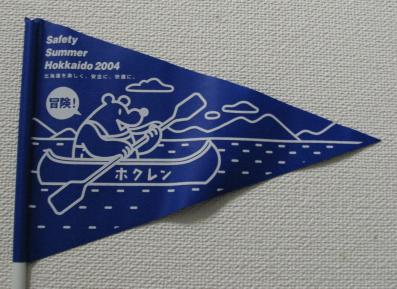 Safety
Summer
Hokkaido 2004
北海道を楽しく、安全に、快適に。
冒険!
ホクレン